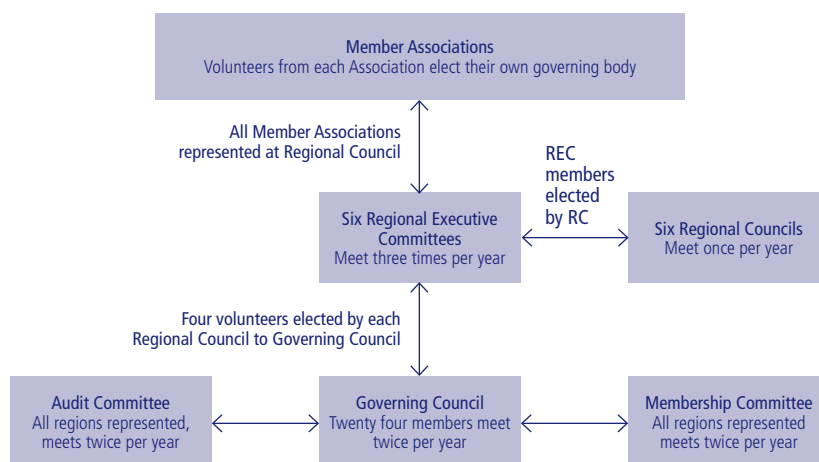 Member Associations
Volunteers from each Association elect their own governing body
All Member Associations
represented at Regional Council
REC
members
elected
by RC
Six Regional Executive
Committees
Meet three times per year
Six Regional Councils
Meet once per year
Four volunteers elected by each
Regional Council to Governing Council
Audit Committee
All regions represented,
meets twice per year
Governing Council
Twenty four members meet
twice per year
Membership Committee
All regions represented
meets twice per year